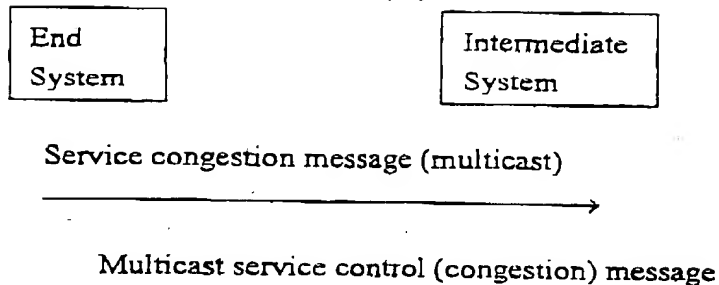 End
System
Intermediate
System
Service congestion message (multicast)
Multicast service control (congestion) message